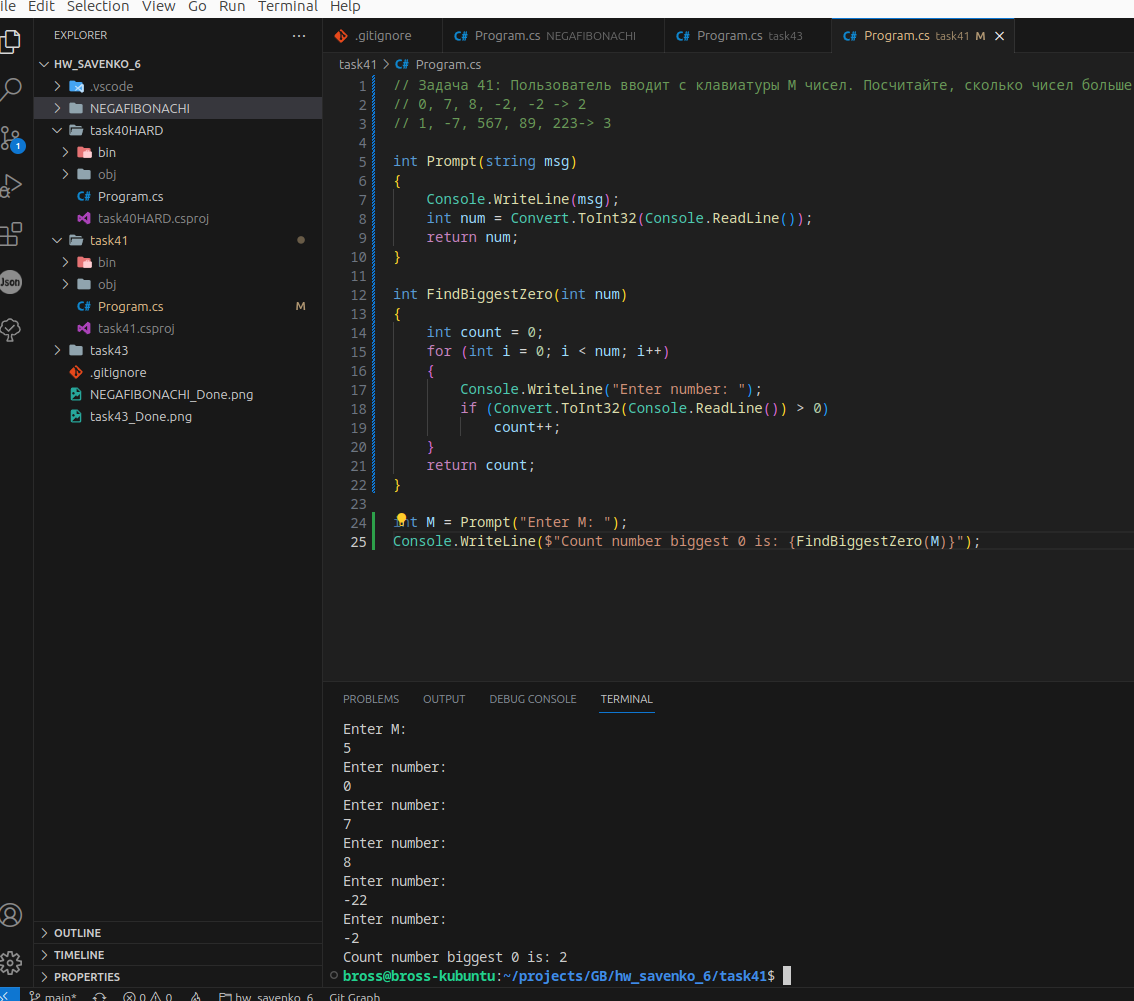 ile Edit Selection View Go Run Terminal Help
EXPLORER
HW_SAVENKO_6
.vscode
NEGAFIBONACHI
task40HARD
bin
obj
C# Program.cs
task40HARD.csproj
task41
bin
obj
C# Program.cs M
task41.csproj
task43
.gitignore
NEGAFIBONACHI_Done.png
task43_Done.png
OUTLINE
TIMELINE
PROPERTIES
1
Json
.gitignore C# Program.cs NEGAFIBONACHI C# Program.cs task43 C# Program.cs task41 M
task41 > C# Program.cs
1 // Задача 41: Пользователь вводит с клавиатуры M чисел. Посчитайте, сколько чисел больше
2 // 0, 7, 8, -2, -2 -> 2
3 // 1, -7, 567, 89, 223-> 3
4
5 int Prompt(string msg)
6 {
7 Console.WriteLine(msg);
8 int num = Convert.ToInt32(Console.ReadLine());
9 return num;
10 }
11
12 int FindBiggestZero(int num)
13 {
14 int count = 0;
15 for (int i = 0; i < num; i++)
16 {
17 Console.WriteLine("Enter number: ");
18 if (Convert.ToInt32(Console.ReadLine()) > 0)
19 count++;
20 }
21 return count;
22 }
23
24 int M = Prompt("Enter M: ");
25 Console.WriteLine($"Count number biggest 0 is: {FindBiggestZero(M)}");
PROBLEMS OUTPUT DEBUG CONSOLE TERMINAL
Enter M:
5
Enter number:
0
Enter number:
7
Enter number:
8
Enter number:
-22
Enter number:
-2
Count number biggest 0 is: 2
bross@bross-kubuntu:~/projects/GB/hw_savenko_6/task41$
main* 0 0 hw_savenko_6 Git Graph